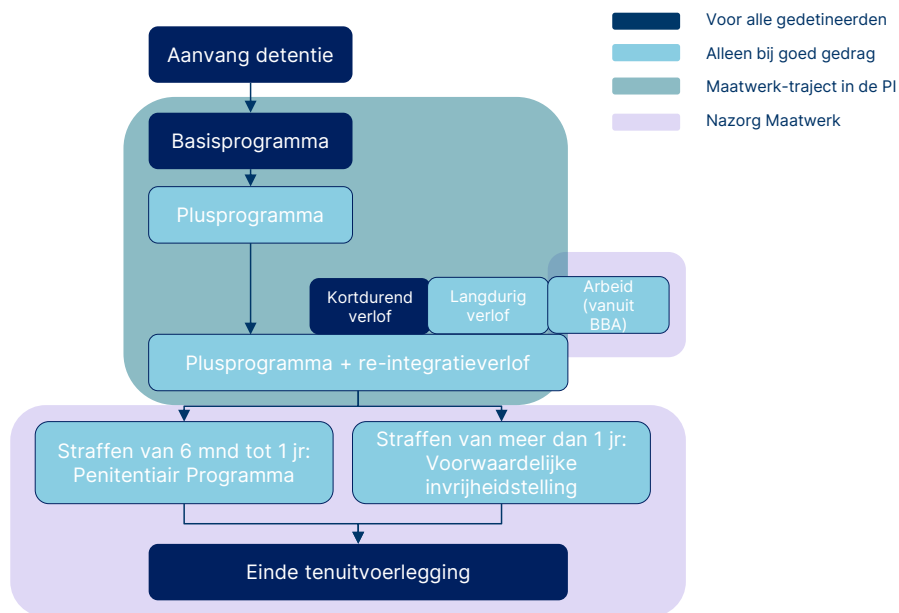 Aanvang detentie
Basisprogramma
Plusprogramma
Kortdurend
verlof
Langdurig
verlof
Arbeid
(vanuit
BBA)
Plusprogramma + re-integratieverlof
Straffen van 6 mnd tot 1 jr:
Penitentiair Programma
Straffen van meer dan 1 jr:
Voorwaardelijke
invrijheidstelling
Einde tenuitvoerlegging
Voor alle gedetineerden
Alleen bij goed gedrag
Maatwerk-traject in de PI
Nazorg Maatwerk